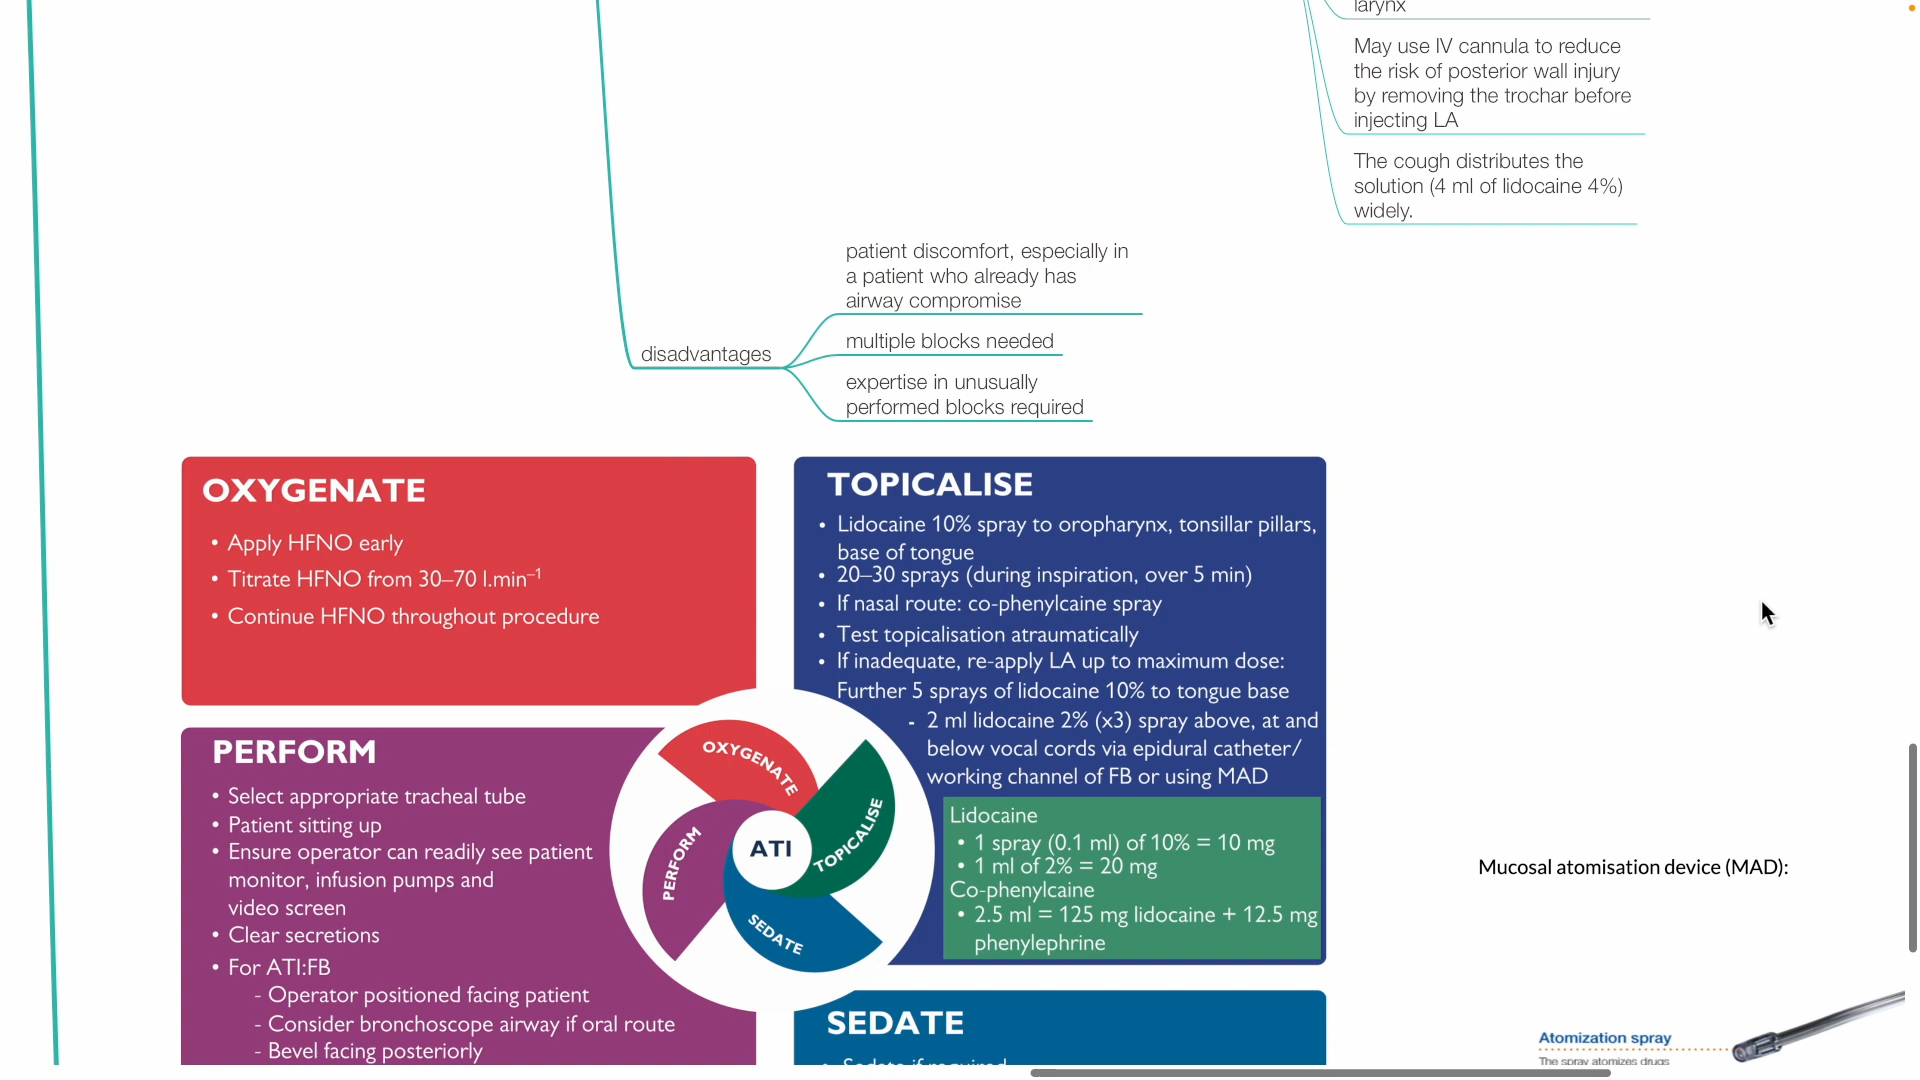 larynx
May use IV cannula to reduce
the risk of posterior wall injury
by removing the trochar before
injecting LA
The cough distributes the
solution (4 ml of lidocaine 4%)
widely.
patient discomfort, especially in
a patient who already has
airway compromise
disadvantages
multiple blocks needed
expertise in unusually
performed blocks required
OXYGENATE
• Apply HFNO early
• Titrate HFNO from 30–70 l.min⁻¹
• Continue HFNO throughout procedure
TOPICALISE
• Lidocaine 10% spray to oropharynx, tonsillar pillars,
base of tongue
• 20–30 sprays (during inspiration, over 5 min)
• If nasal route: co-phenylcaine spray
• Test topicalisation atraumatically
• If inadequate, re-apply LA up to maximum dose:
Further 5 sprays of lidocaine 10% to tongue base
- 2 ml lidocaine 2% (x3) spray above, at and
below vocal cords via epidural catheter/
working channel of FB or using MAD
Lidocaine
• 1 spray (0.1 ml) of 10% = 10 mg
• 1 ml of 2% = 20 mg
Co-phenylcaine
• 2.5 ml = 125 mg lidocaine + 12.5 mg
phenylephrine
PERFORM
• Select appropriate tracheal tube
• Patient sitting up
• Ensure operator can readily see patient
monitor, infusion pumps and
video screen
• Clear secretions
• For ATI:FB
- Operator positioned facing patient
- Consider bronchoscope airway if oral route
- Bevel facing posteriorly
OXYGENATE
TOPICALISE
SEDATE
PERFORM
ATI
SEDATE
• Sedate if required
Mucosal atomisation device (MAD):
Atomization spray
The spray atomizes drugs